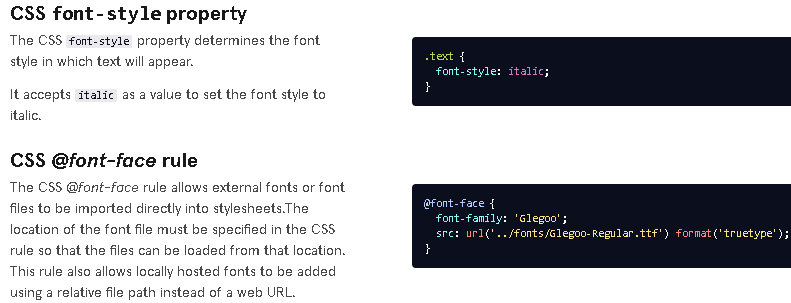 CSS font-style property
The CSS font-style property determines the font
style in which text will appear.
It accepts italic as a value to set the font style to
italic.
.text {
font-style: italic;
}
CSS @font-face rule
The CSS @font-face rule allows external fonts or font
files to be imported directly into stylesheets.The
location of the font file must be specified in the CSS
rule so that the files can be loaded from that location.
This rule also allows locally hosted fonts to be added
using a relative file path instead of a web URL.
@font-face {
font-family: 'Glegoo';
src: url('../fonts/Glegoo-Regular.ttf') format('truetype');
}